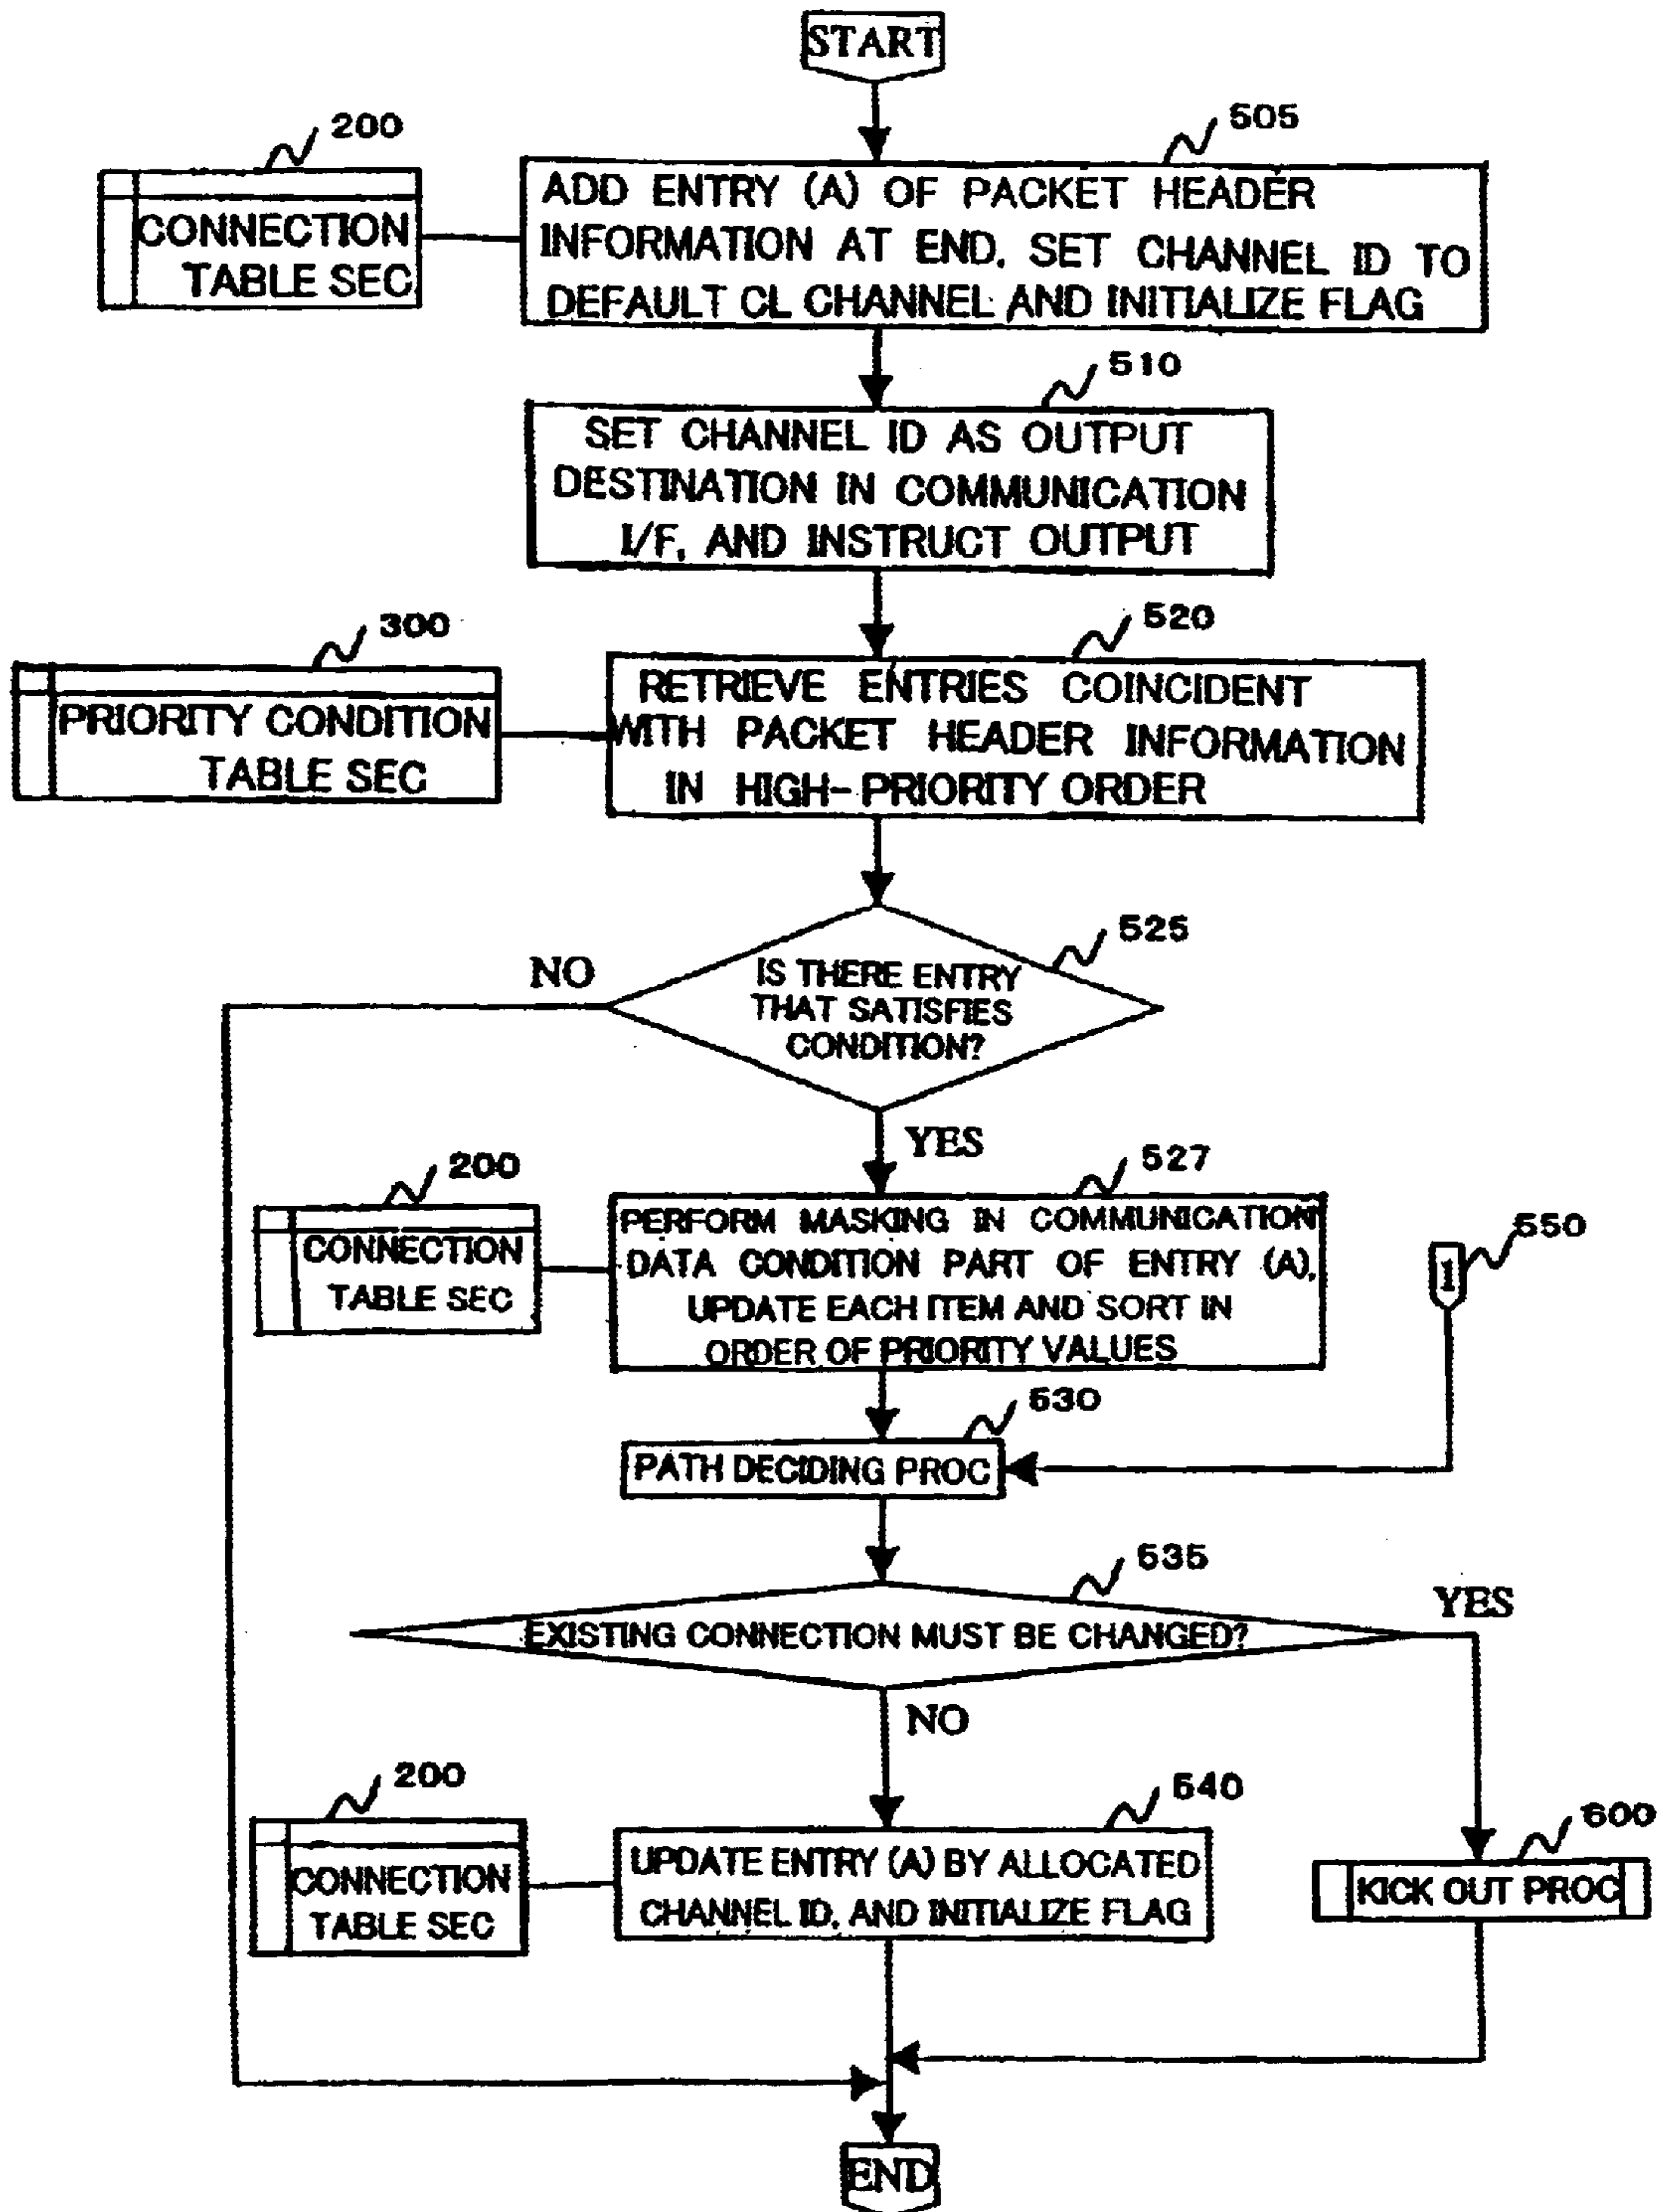 START
200
505
CONNECTION
TABLE SEC
ADD ENTRY (A) OF PACKET HEADER
INFORMATION AT END, SET CHANNEL ID TO
DEFAULT CL CHANNEL AND INITIALIZE FLAG
510
SET CHANNEL ID AS OUTPUT
DESTINATION IN COMMUNICATION
I/F, AND INSTRUCT OUTPUT
300
520
PRIORITY CONDITION
TABLE SEC
RETRIEVE ENTRIES COINCIDENT
WITH PACKET HEADER INFORMATION
IN HIGH-PRIORITY ORDER
525
NO
IS THERE ENTRY
THAT SATISFIES
CONDITION?
YES
200
527
CONNECTION
TABLE SEC
PERFORM MASKING IN COMMUNICATION
DATA CONDITION PART OF ENTRY (A),
UPDATE EACH ITEM AND SORT IN
ORDER OF PRIORITY VALUES
550
1
530
PATH DECIDING PROC
535
YES
EXISTING CONNECTION MUST BE CHANGED?
NO
200
540
600
CONNECTION
TABLE SEC
UPDATE ENTRY (A) BY ALLOCATED
CHANNEL ID, AND INITIALIZE FLAG
KICK OUT PROC
END